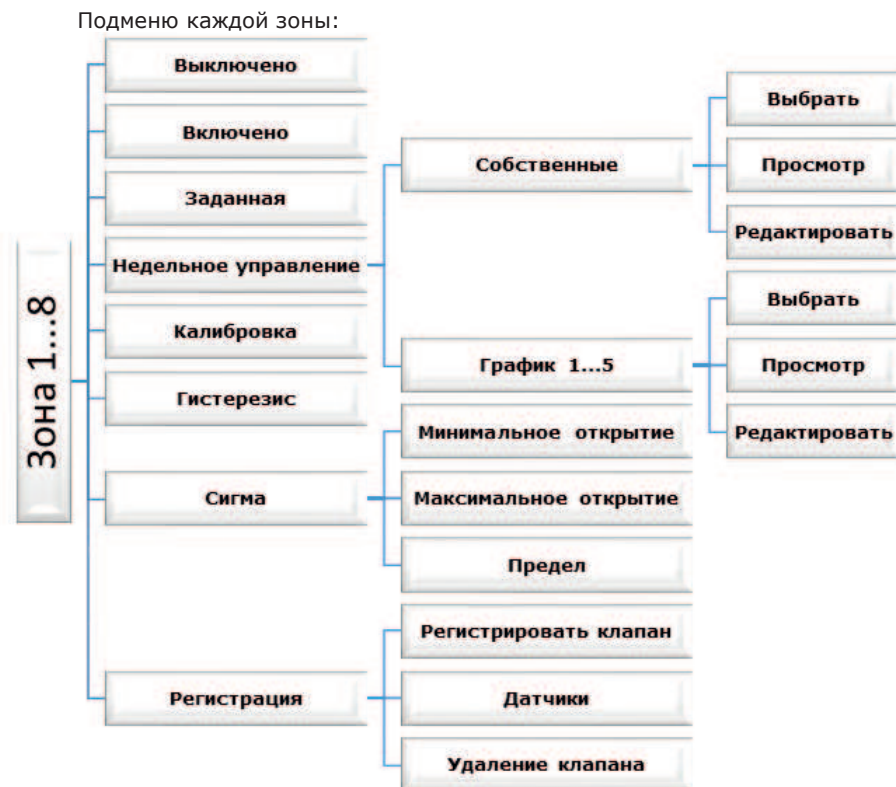 Подменю каждой зоны:
Зона 1...8
Выключено
Включено
Заданная
Недельное управление
Собственные
Выбрать
Просмотр
Редактировать
График 1...5
Выбрать
Просмотр
Редактировать
Калибровка
Гистерезис
Сигма
Минимальное открытие
Максимальное открытие
Предел
Регистрация
Регистрировать клапан
Датчики
Удаление клапана